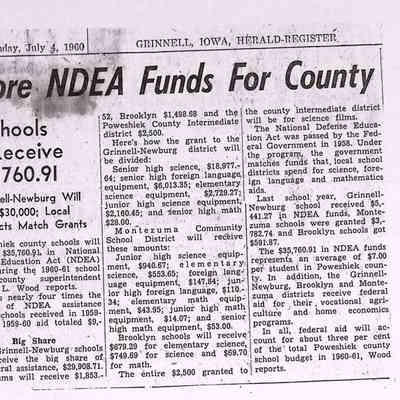 day, July 4, 1960
GRINNELL, IOWA, HERALD-REGISTER
ore NDEA Funds For County
chools
Receive
760.91
ell-Newburg Will
$30,000; Local
cts Match Grants
hiek county schools will
$35,760.91 in National
Education Act (NDEA)
uring the 1960-61 school
county superintendent
L. Wood reports.
s nearly four times the
of NDEA assistance
schools received in 1959-
1959-60 totaled $9,-
Big Share
Grinnell-Newburg schools
receive the big share of
eral assistance, $29,908.71.
uma will receive $1,853.-
52, Brooklyn $1,498.68 and the
Poweshiek County Intermediate
district $2,500.
Here's how the grant to the
Grinnell-Newburg district will
be divided:
Senior high science, $18,977.-
64; senior high foreign language,
equipment, $6,013.35; elementary
science equipment, $2,729.27;
junior high science equipment,
$2,160.45; and senior high math
$28.00.
Montezuma Community
School District will receive
these amounts:
Junior high science equip-
ment, $946.67; elementary
science, $553.65; foreign lang-
uage equipment, $147.84; jun-
ior high foreign language, $110.-
34; elementary math equip-
ment, $43.95; junior high math
equipment, $14.07; and senior
high math equipment, $53.00.
Brooklyn schools will receive
$679.29 elementary science,
$749.69 for science and $69.70
for math.
The entire $2,500 granted to
the county intermediate district
will be for science films.
The National Defense Educa-
tion Act was passed by the Fed-
eral Government in 1958. Under
the program, the government
matches funds that local school
districts spend for science, for-
eign language and mathematics
aids.
Last school year, Grinnell-
Newburg school received $5,-
441.27 in NDEA funds, Monte-
zuma schools were granted $3,-
782.74 and Brooklyn schools got
$591.87.
The $35,760.91 in NDEA funds
represents an average of $7.00
per student in Poweshiek coun-
ty. In addition, the Grinnell-
Newburg, Brooklyn and Monte-
zuma districts receive federal
aid for their vocational agricul-
ture and home economics
programs.
In all, federal aid will ac-
count for about three per cent
of the total Poweshiek county
school budget in 1960-61, Wood
reports.